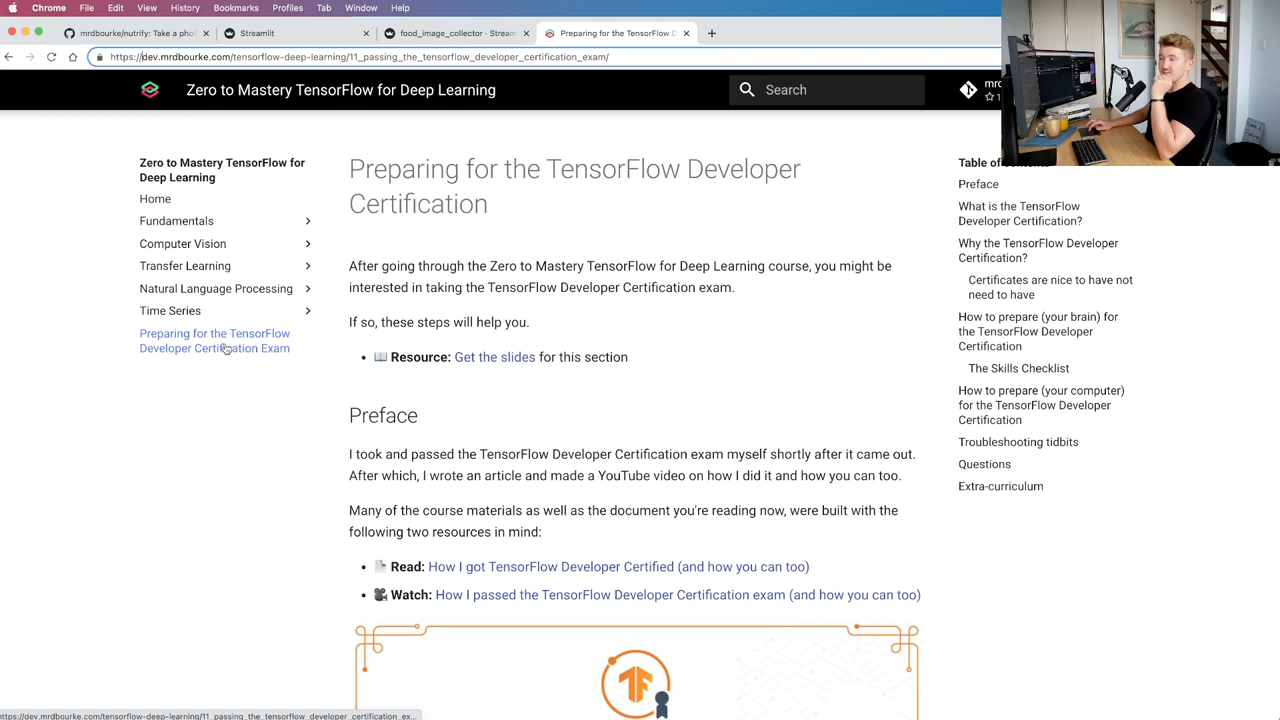 Chrome File Edit View History Bookmarks Profiles Tab Window Help
mrdbourke/nutrify: Take a pho
Streamlit
food_image_collector · Stream
Preparing for the TensorFlow D
https://dev.mrdbourke.com/tensorflow-deep-learning/11_passing_the_tensorflow_developer_certification_exam/
Zero to Mastery TensorFlow for Deep Learning
Search
Zero to Mastery TensorFlow for
Deep Learning
Home
Fundamentals
Computer Vision
Transfer Learning
Natural Language Processing
Time Series
Preparing for the TensorFlow
Developer Certification Exam
Preparing for the TensorFlow Developer
Certification
After going through the Zero to Mastery TensorFlow for Deep Learning course, you might be
interested in taking the TensorFlow Developer Certification exam.
If so, these steps will help you.
Resource: Get the slides for this section
Preface
I took and passed the TensorFlow Developer Certification exam myself shortly after it came out.
After which, I wrote an article and made a YouTube video on how I did it and how you can too.
Many of the course materials as well as the document you're reading now, were built with the
following two resources in mind:
Read: How I got TensorFlow Developer Certified (and how you can too)
Watch: How I passed the TensorFlow Developer Certification exam (and how you can too)
Preface
What is the TensorFlow
Developer Certification?
Why the TensorFlow Developer
Certification?
Certificates are nice to have not
need to have
How to prepare (your brain) for
the TensorFlow Developer
Certification
The Skills Checklist
How to prepare (your computer)
for the TensorFlow Developer
Certification
Troubleshooting tidbits
Questions
Extra-curriculum
https://dev.mrdbourke.com/tensorflow-deep-learning/11_passing_the_tensorflow_developer_certification_ex...